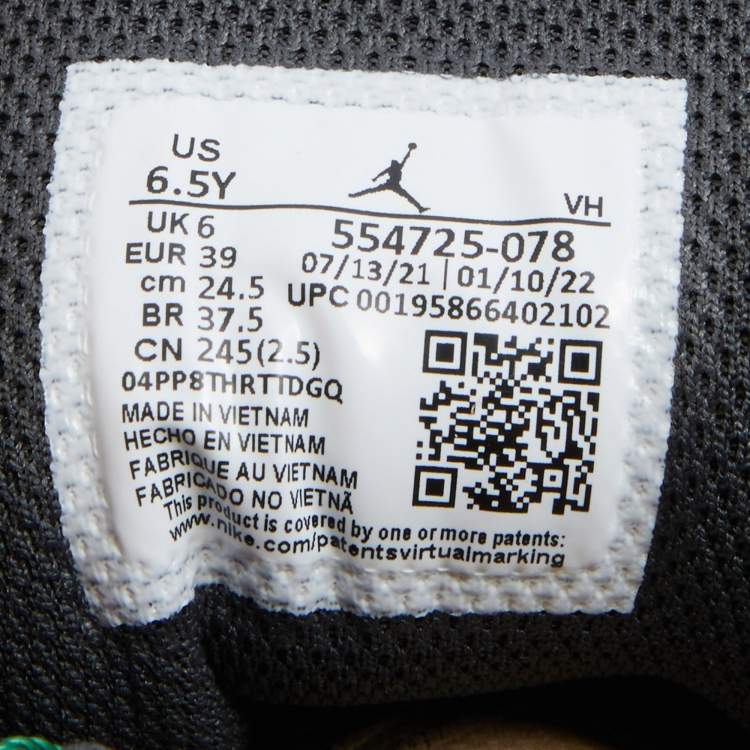 US
6.5Y
VH
UK 6
EUR 39
cm 24.5
BR 37.5
CN 245(2.5)
554725-078
07/13/21 | 01/10/22
UPC 00195866402102
04PP8THRTTDGQ
MADE IN VIETNAM
HECHO EN VIETNAM
FABRIQUE AU VIETNAM
FABRICADO NO VIETNÃ
This product is covered by one or more patents:
www.nike.com/patentsvirtualmarking